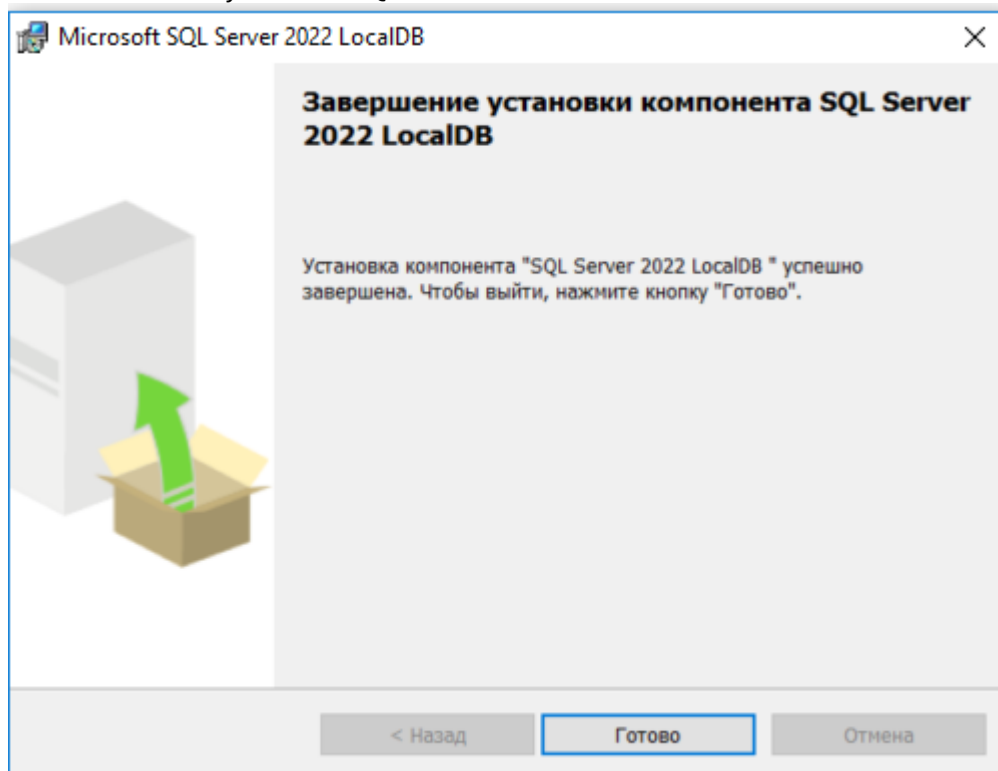 Microsoft SQL Server 2022 LocalDB
Завершение установки компонента SQL Server
2022 LocalDB
Установка компонента "SQL Server 2022 LocalDB " успешно
завершена. Чтобы выйти, нажмите кнопку "Готово".
< Назад
Готово
Отмена